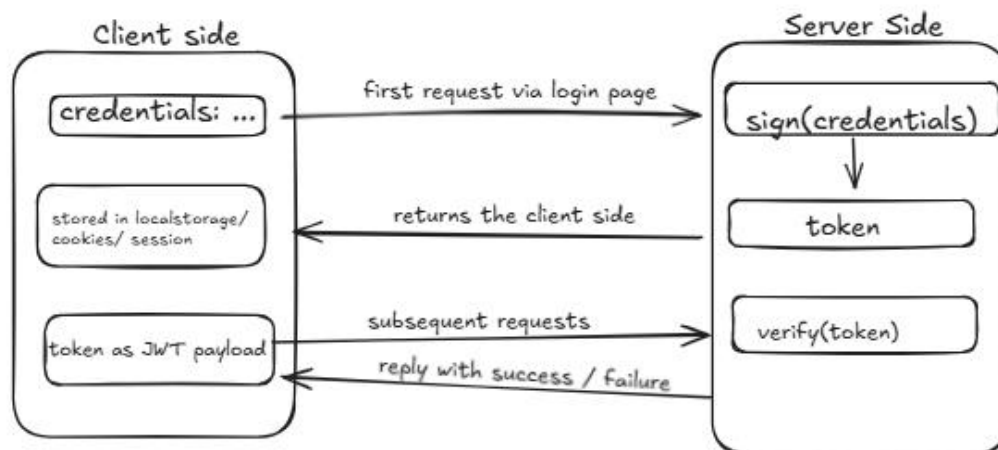 Client side
Server Side
credentials: ...
first request via login page
sign(credentials)
stored in localstorage/
cookies/ session
returns the client side
token
token as JWT payload
subsequent requests
verify(token)
reply with success / failure